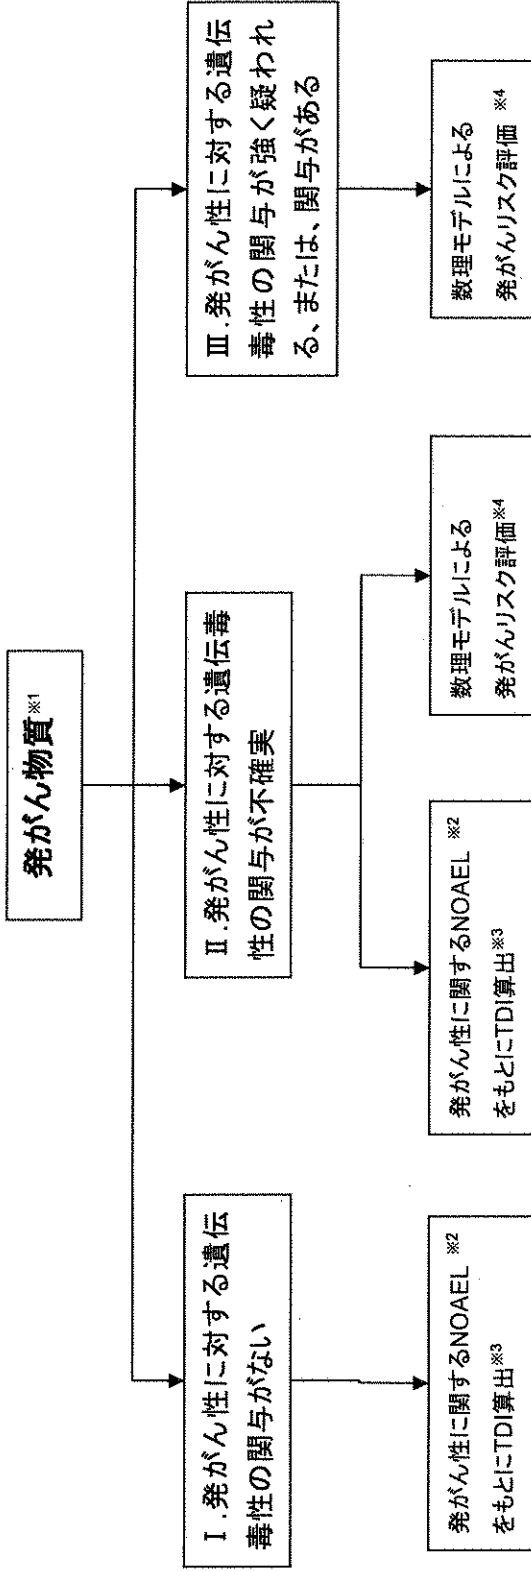 発がん物質※1
Ⅰ.発がん性に対する遺伝
毒性の関与がない
Ⅱ.発がん性に対する遺伝毒
性の関与が不確実
Ⅲ.発がん性に対する遺伝
毒性の関与が強く疑われ
る、または、関与がある
発がん性に関するNOAEL ※2
をもとにTDI算出※3
発がん性に関するNOAEL ※2
をもとにTDI算出※3
数理モデルによる
発がんリスク評価※4
数理モデルによる
発がんリスク評価 ※4